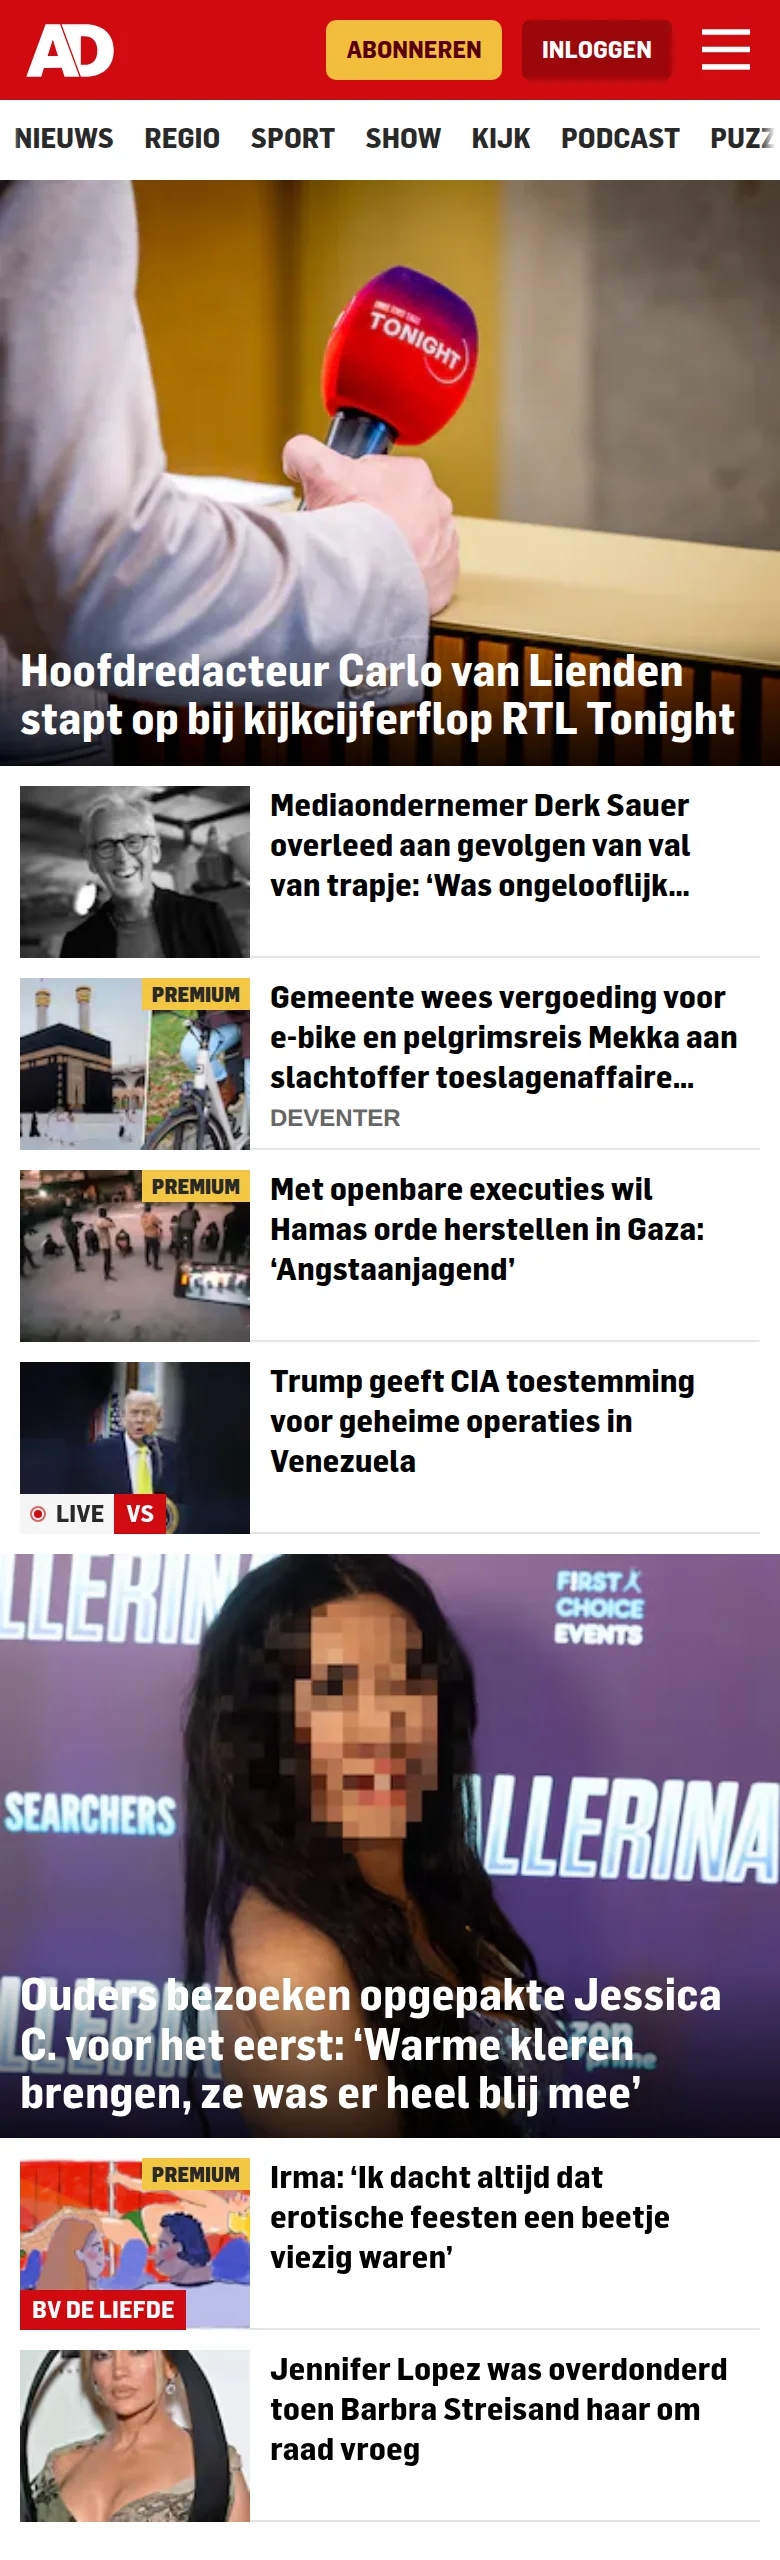 AD
ABONNEREN
INLOGGEN
NIEUWS REGIO SPORT SHOW KIJK PODCAST PUZZ
TONIGHT
Hoofdredacteur Carlo van Lienden
stapt op bij kijkcijferflop RTL Tonight
Mediaondernemer Derk Sauer
overleed aan gevolgen van val
van trapje: ‘Was ongelooflijk...
PREMIUM
Gemeente wees vergoeding voor
e-bike en pelgrimsreis Mekka aan
slachtoffer toeslagenaffaire...
DEVENTER
PREMIUM
Met openbare executies wil
Hamas orde herstellen in Gaza:
‘Angstaanjagend’
Trump geeft CIA toestemming
voor geheime operaties in
Venezuela
LIVE VS
LLERIN
FIRST
CHOICE
EVENTS
SEARCHERS
LLERINA
LLER
Ouders bezoeken opgepakte Jessica
C. voor het eerst: ‘Warme kleren
brengen, ze was er heel blij mee’
PREMIUM
Irma: ‘Ik dacht altijd dat
erotische feesten een beetje
viezig waren’
BV DE LIEFDE
Jennifer Lopez was overdonderd
toen Barbra Streisand haar om
raad vroeg